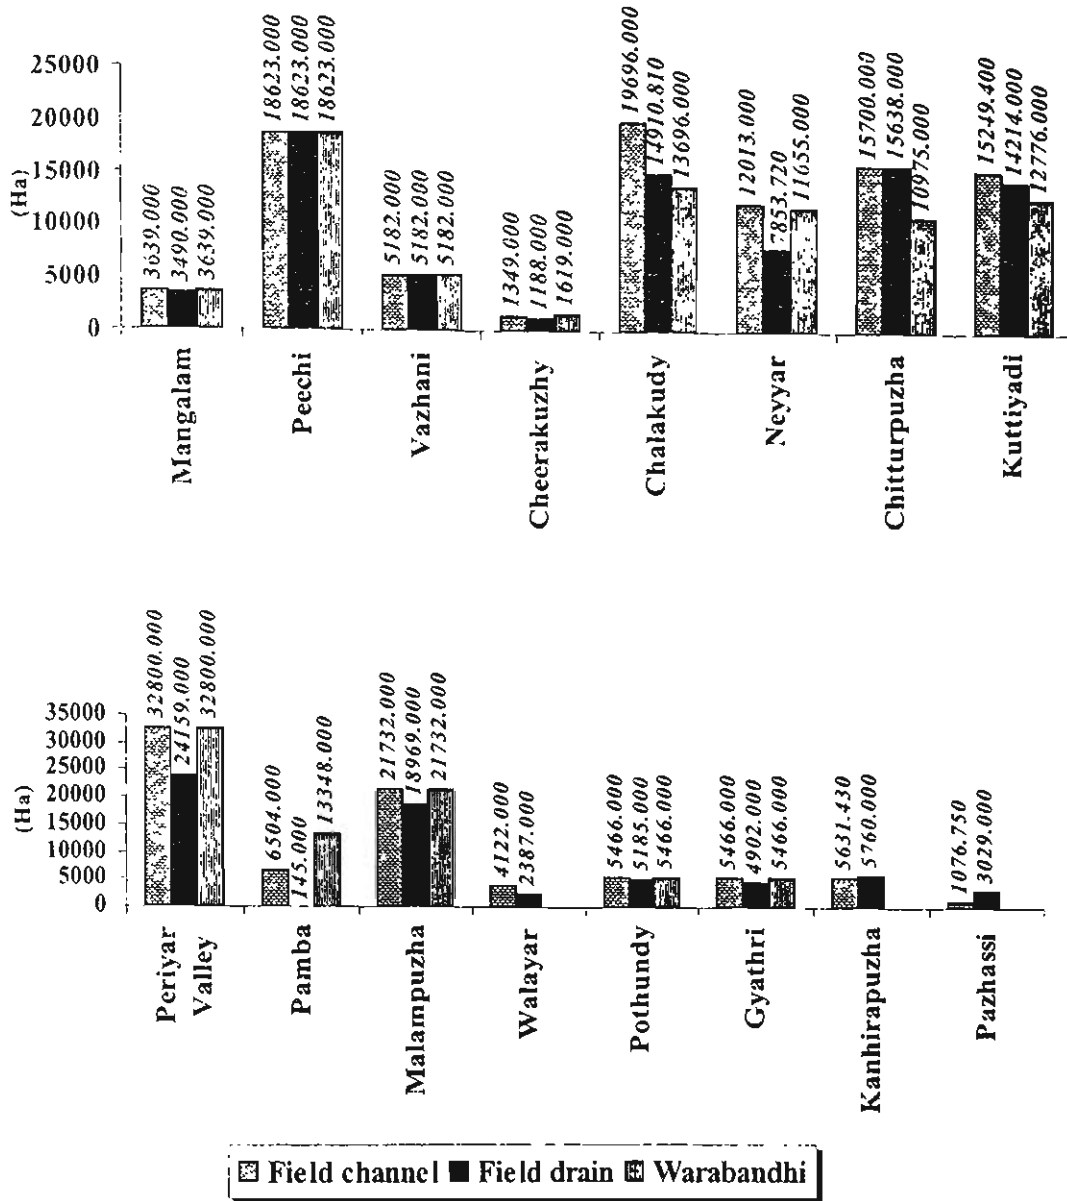 25000
20000
15000
10000
5000
0
(Ha)
3639.000
3490.000
3639.000
18623.000
18623.000
18623.000
5182.000
5182.000
5182.000
1349.000
1188.000
1619.000
19696.000
14910.810
13696.000
12013.000
7853.720
11655.000
15700.000
15638.000
10975.000
15249.400
14214.000
12776.000
Mangalam
Peechi
Vazhani
Cheerakuzhy
Chalakudy
Neyyar
Chitturpuzha
Kuttiyadi
35000
30000
25000
20000
15000
10000
5000
0
(Ha)
32800.000
24159.000
32800.000
6504.000
145.000
13348.000
21732.000
18969.000
21732.000
4122.000
2387.000
5466.000
5185.000
5466.000
5466.000
4902.000
5466.000
5631.430
5760.000
1076.750
3029.000
Periyar
Valley
Pamba
Malampuzha
Walayar
Pothundy
Gyathri
Kanhirapuzha
Pazhassi
Field channel Field drain Warabandhi